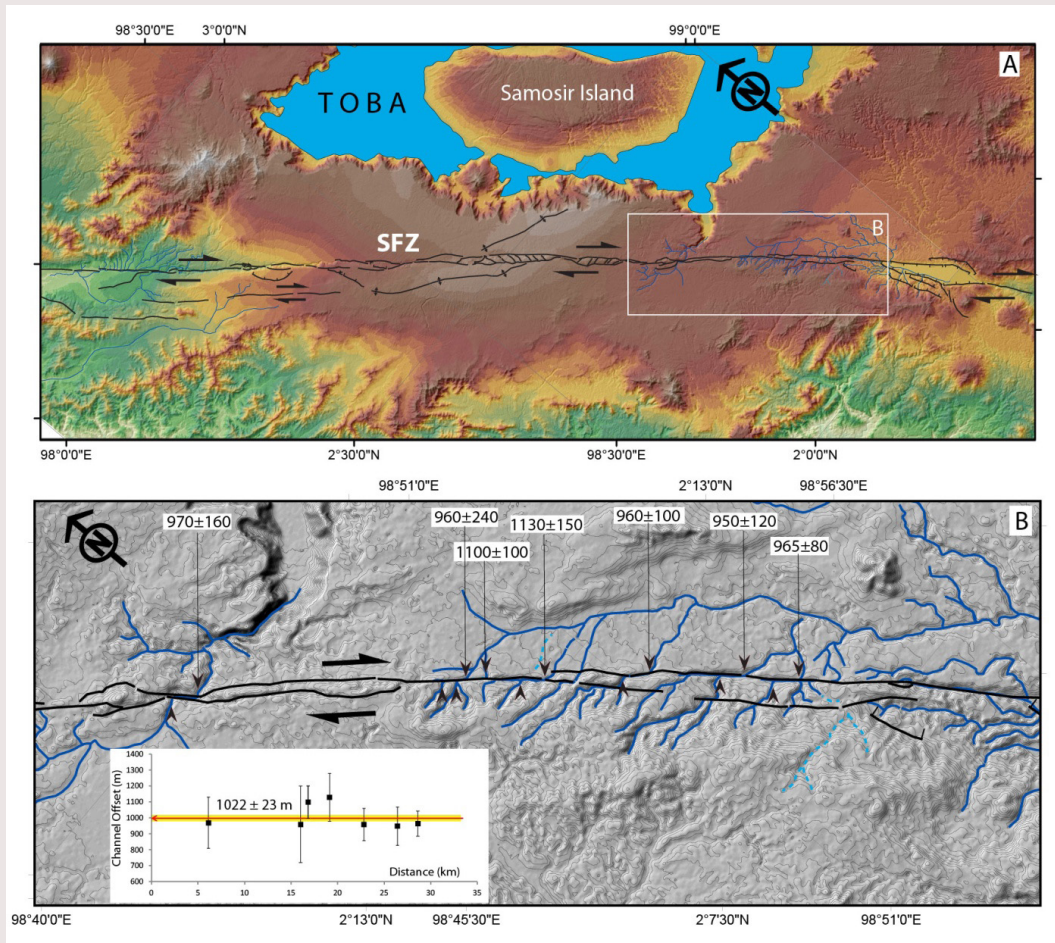 98°30'0"E 3°0'0"N 99°0'0"E
A
N
TOBA
Samosir Island
B
SFZ
98°0'0"E 2°30'0"N 98°30'0"E 2°0'0"N
98°51'0"E 2°13'0"N 98°56'30"E
B
N
970±160
960±240
1130±150
960±100
950±120
1100±100
965±80
1400
1300
1200
1100
1000
900
800
700
600
Channel Offset (m)
1022 ± 23 m
Distance (km)
0 5 10 15 20 25 30 35
98°40'0"E 2°13'0"N 98°45'30"E 2°7'30"N 98°51'0"E